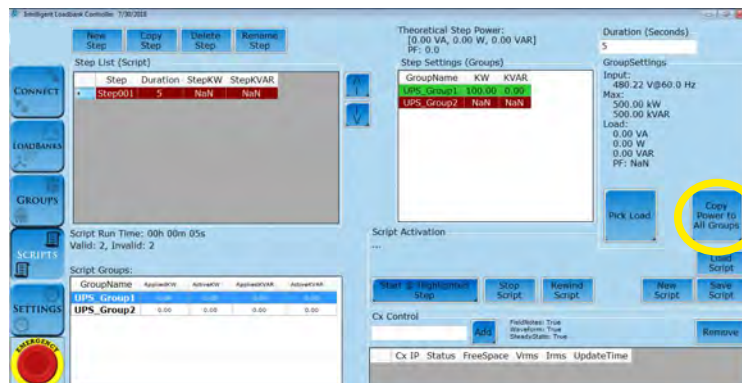 Intelligent Loadbank Controller 7/30/2018
New Step
Copy Step
Delete Step
Rename Step
Step List (Script)
Step Duration StepKW StepKVAR
Step001 5 NaN NaN
Theoretical Step Power:
[0.00 VA, 0.00 W, 0.00 VAR]
PF: 0.0
Step Settings (Groups)
GroupName KW KVAR
UPS_Group1 100.00 0.00
UPS_Group2 NaN NaN
Duration (Seconds)
5
GroupSettings
Input:
480.22 V@60.0 Hz
Max:
500.00 kW
500.00 kVAR
Load:
0.00 VA
0.00 W
0.00 VAR
PF: NaN
Pick Load
Copy Power to All Groups
CONNECT
LOADBANKS
GROUPS
SCRIPTS
SETTINGS
EMERGENCY
Script Run Time: 00h 00m 05s
Valid: 2, Invalid: 2
Script Groups:
GroupName AppliedKW ActiveKW AppliedKVAR ActiveKVAR
UPS_Group1 0.00 0.00 0.00 0.00
UPS_Group2 0.00 0.00 0.00 0.00
Script Activation
...
Load Script
Start @ Highlighted Step
Stop Script
Rewind Script
New Script
Save Script
Cx Control
Add
FieldNotes: True
Waveform: True
SteadyState: True
Remove
Cx IP Status FreeSpace Vrms Irms UpdateTime